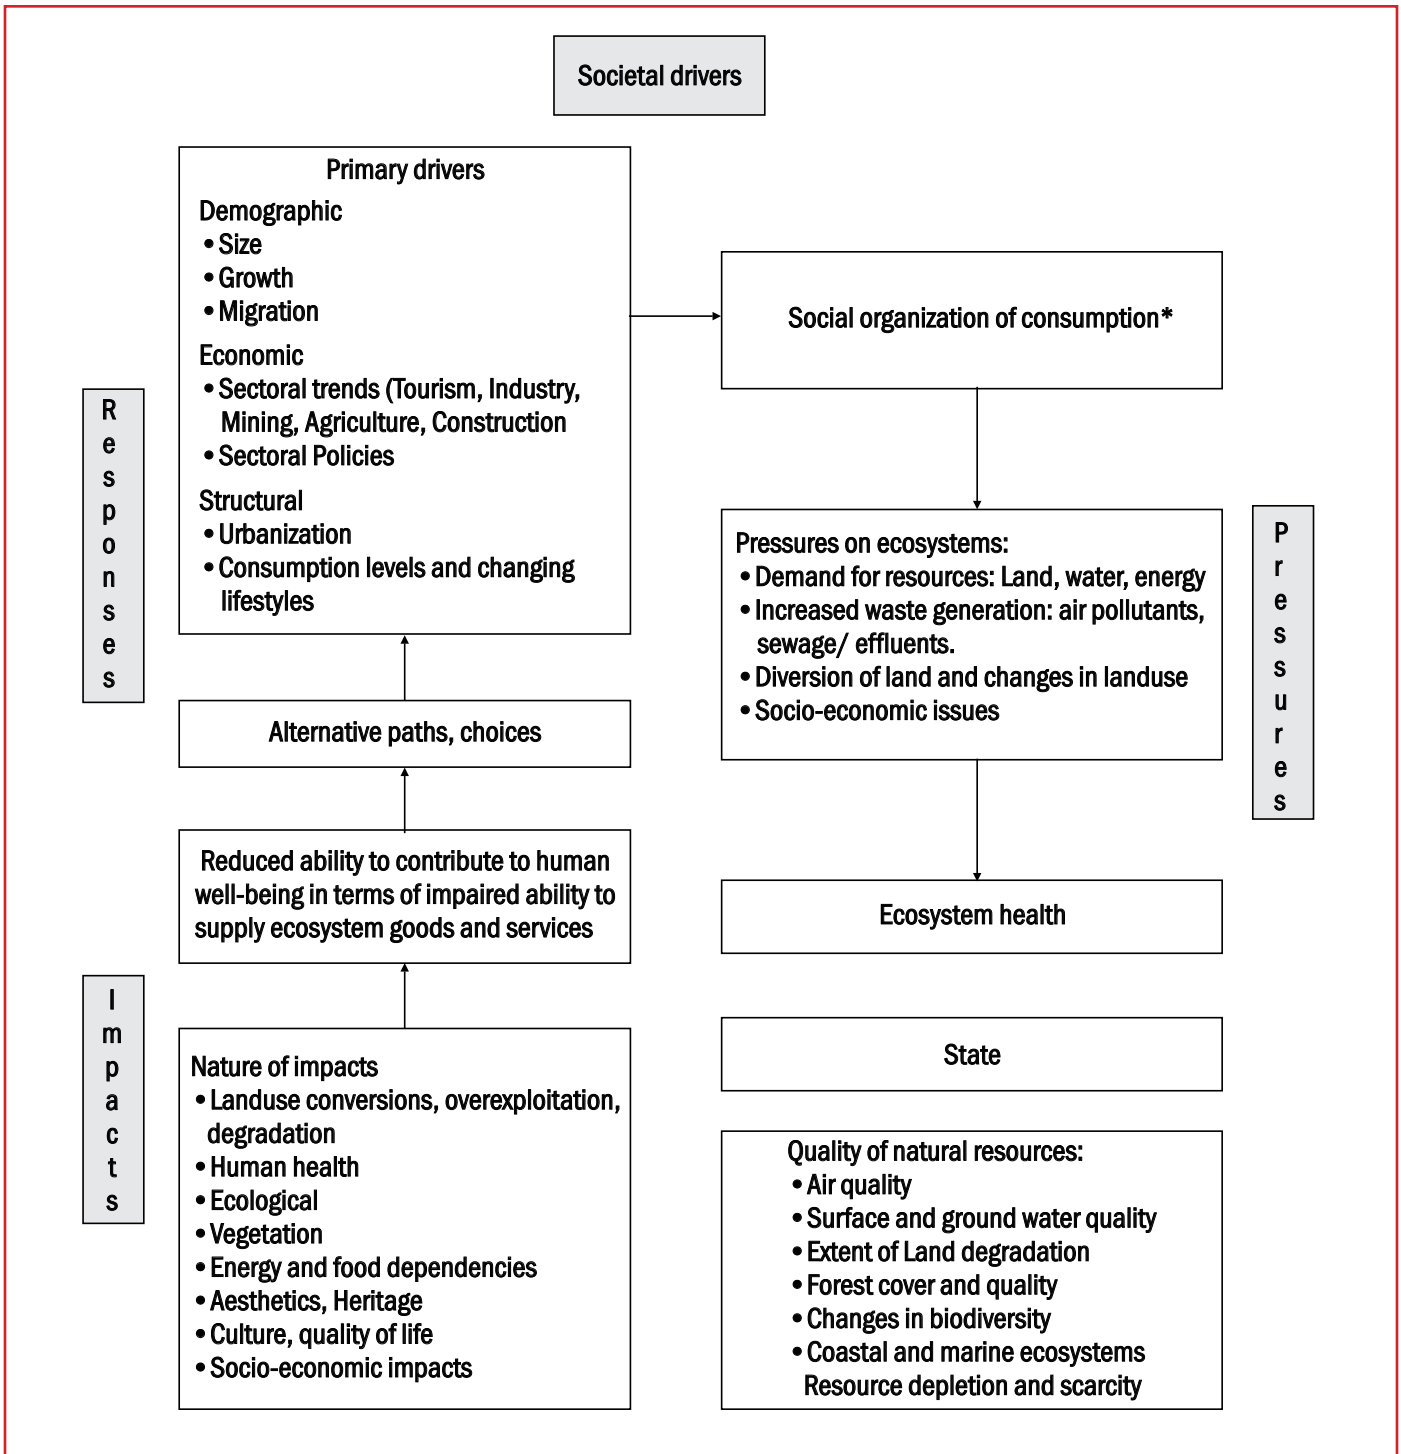 Societal drivers
Primary drivers
Demographic
• Size
• Growth
• Migration
Economic
• Sectoral trends (Tourism, Industry,
Mining, Agriculture, Construction
• Sectoral Policies
Structural
• Urbanization
• Consumption levels and changing
lifestyles
Social organization of consumption*
Responses
Pressures on ecosystems:
• Demand for resources: Land, water, energy
• Increased waste generation: air pollutants,
sewage/ effluents.
• Diversion of land and changes in landuse
• Socio-economic issues
Pressures
Alternative paths, choices
Reduced ability to contribute to human
well-being in terms of impaired ability to
supply ecosystem goods and services
Ecosystem health
Impacts
Nature of impacts
• Landuse conversions, overexploitation,
degradation
• Human health
• Ecological
• Vegetation
• Energy and food dependencies
• Aesthetics, Heritage
• Culture, quality of life
• Socio-economic impacts
State
Quality of natural resources:
• Air quality
• Surface and ground water quality
• Extent of Land degradation
• Forest cover and quality
• Changes in biodiversity
• Coastal and marine ecosystems
Resource depletion and scarcity